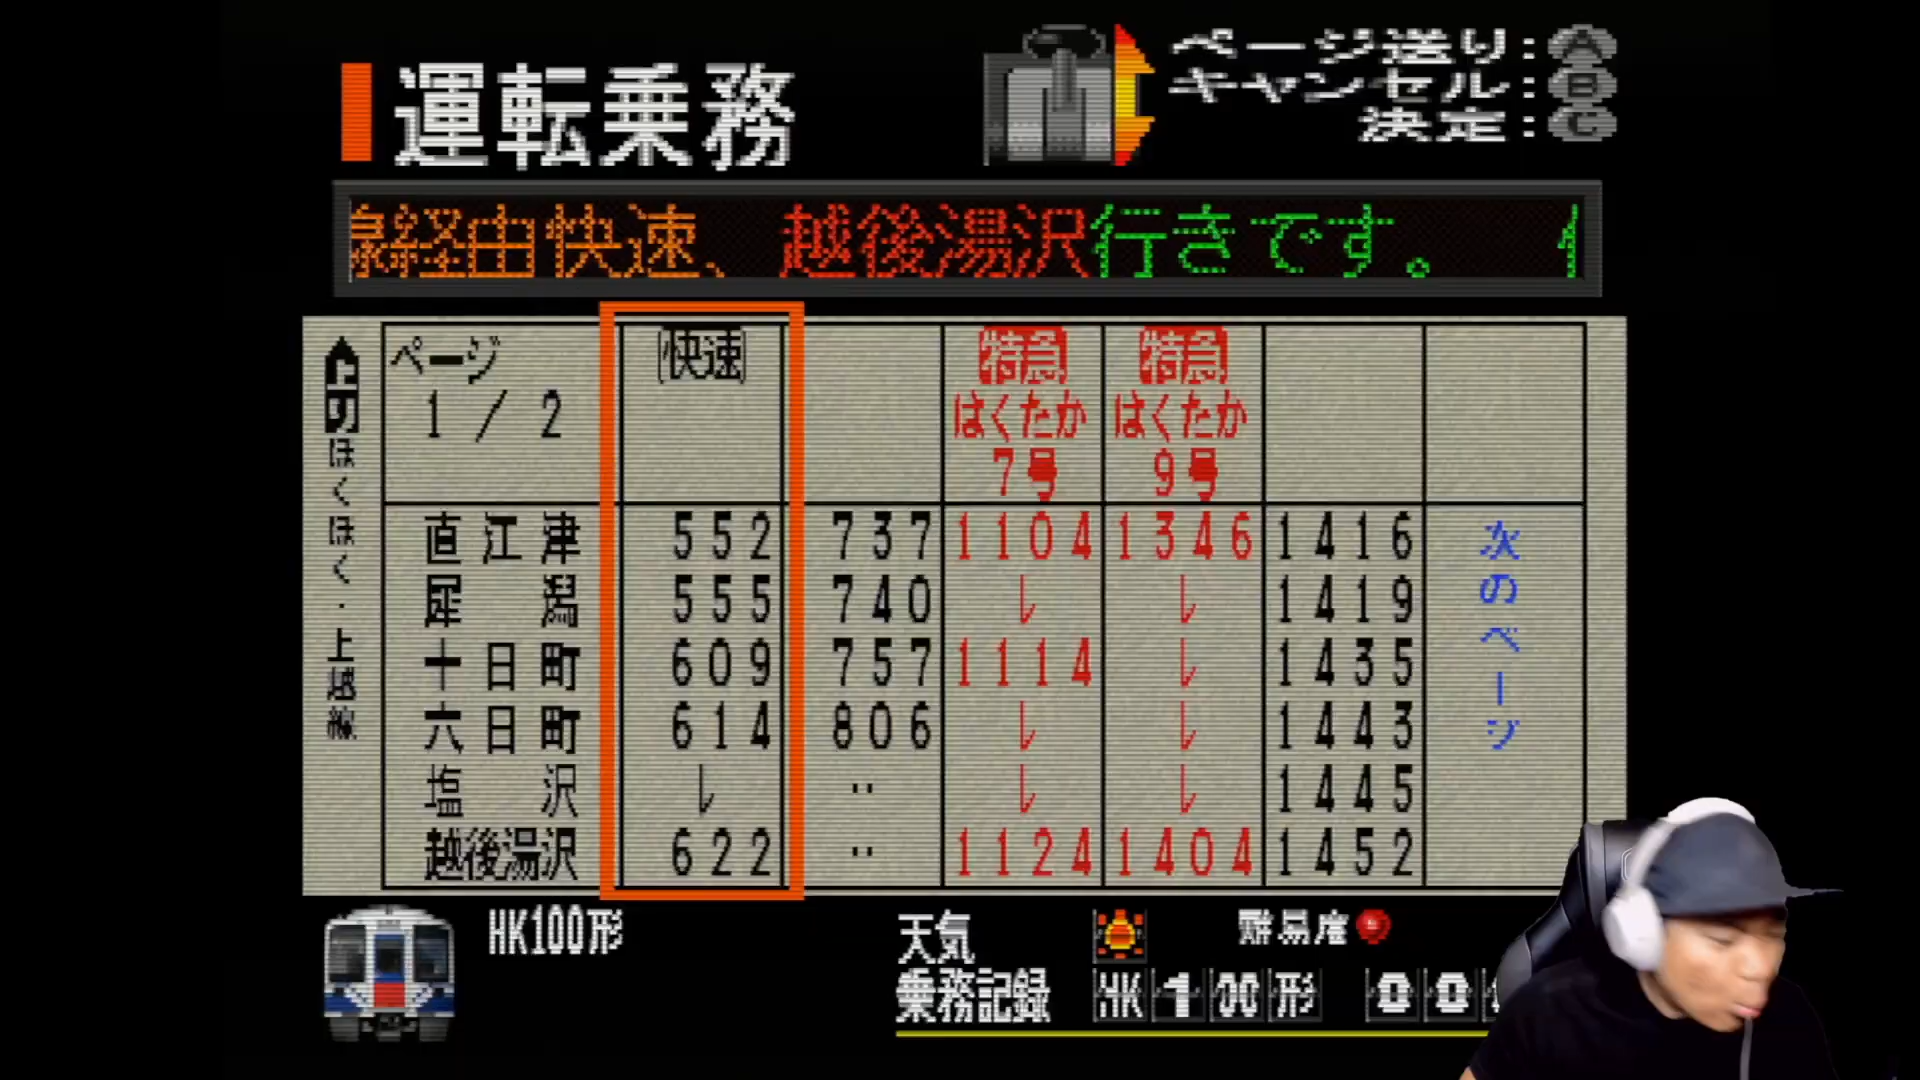 運転乗務
ページ送り:A
キャンセル:B
決定:C
線経由快速、越後湯沢行きです。
上り ほくほく・上越線
ページ 1/2
快速
特急 はくたか 7号
特急 はくたか 9号
直江津 552 737 1104 1346 1416
犀潟 555 740 レ レ 1419
十日町 609 757 1114 レ 1435
六日町 614 806 レ レ 1443
塩沢 レ ‥ レ レ 1445
越後湯沢 622 ‥ 1124 1404 1452
次のページ
HK100形
天気
難易度
乗務記録 HK100形 00